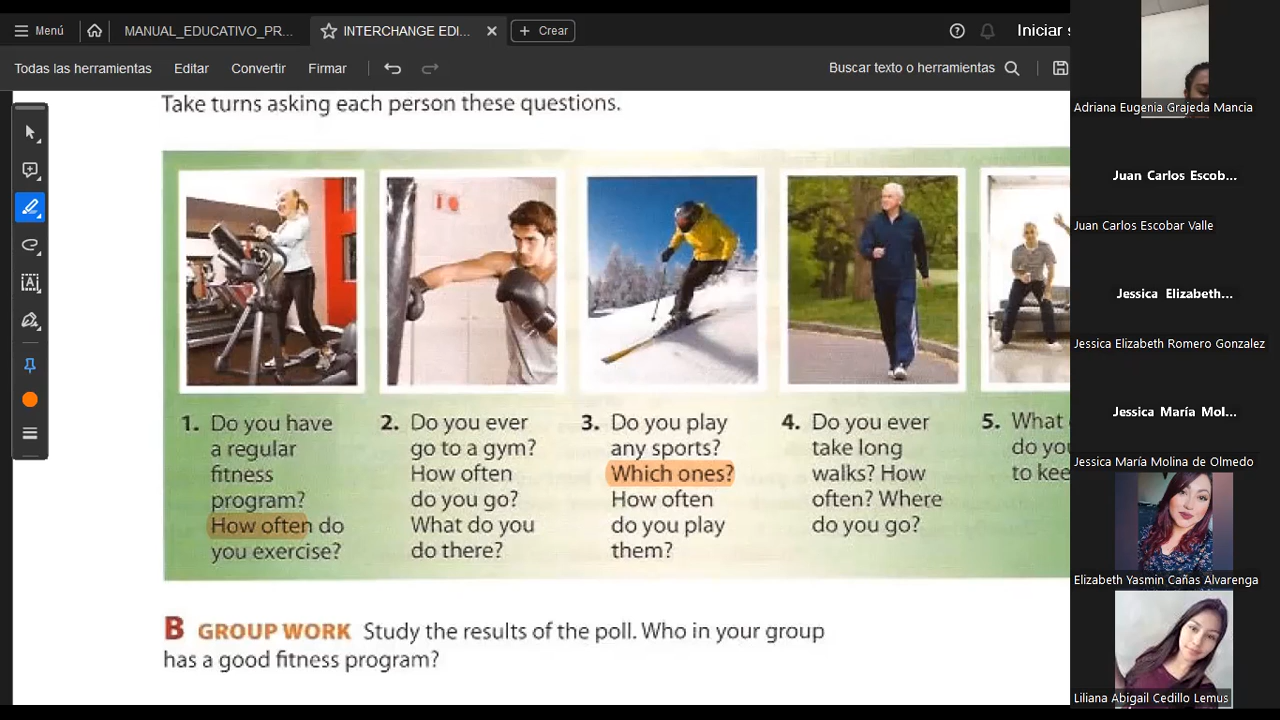 Menú
MANUAL_EDUCATIVO_PR...
INTERCHANGE EDI...
Crear
Iniciar s
Todas las herramientas
Editar
Convertir
Firmar
Buscar texto o herramientas
Take turns asking each person these questions.
1. Do you have
a regular
fitness
program?
How often do
you exercise?
2. Do you ever
go to a gym?
How often
do you go?
What do you
do there?
3. Do you play
any sports?
Which ones?
How often
do you play
them?
4. Do you ever
take long
walks? How
often? Where
do you go?
5. What
do you
to kee
B GROUP WORK Study the results of the poll. Who in your group
has a good fitness program?
Adriana Eugenia Grajeda Mancia
Juan Carlos Escob...
Juan Carlos Escobar Valle
Jessica Elizabeth...
Jessica Elizabeth Romero Gonzalez
Jessica María Mol...
Jessica María Molina de Olmedo
Elizabeth Yasmin Cañas Alvarenga
Liliana Abigail Cedillo Lemus